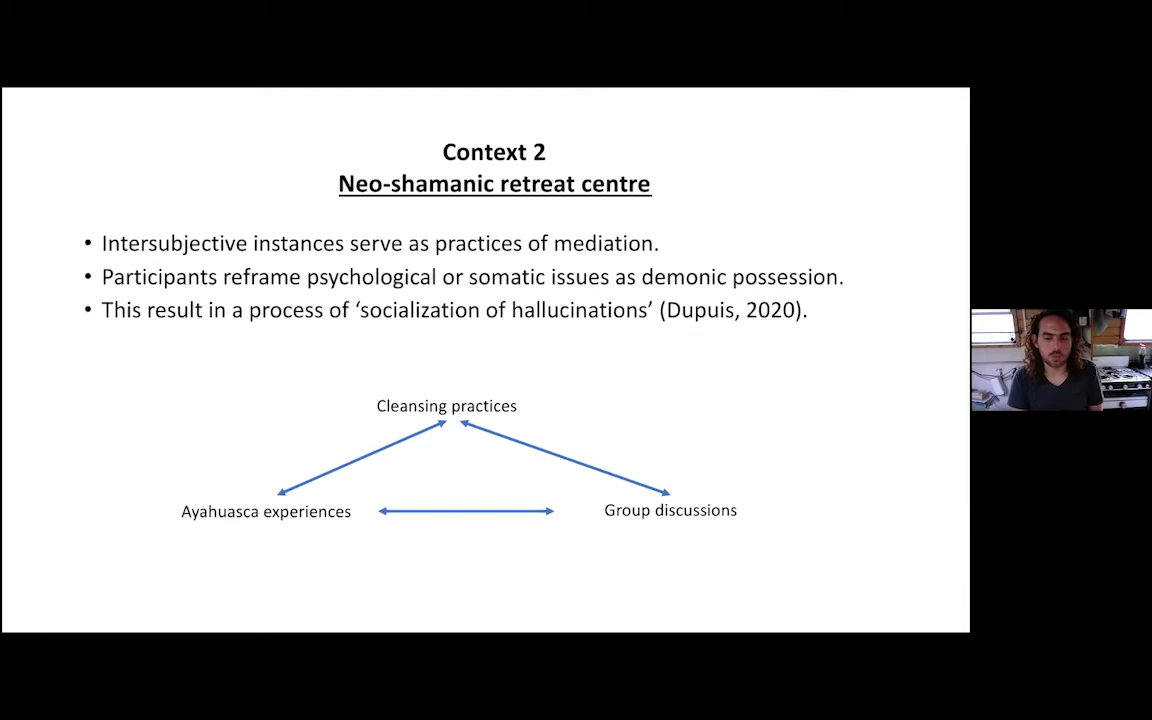 Context 2
Neo-shamanic retreat centre
• Intersubjective instances serve as practices of mediation.
• Participants reframe psychological or somatic issues as demonic possession.
• This result in a process of ‘socialization of hallucinations’ (Dupuis, 2020).
Cleansing practices
Ayahuasca experiences
Group discussions